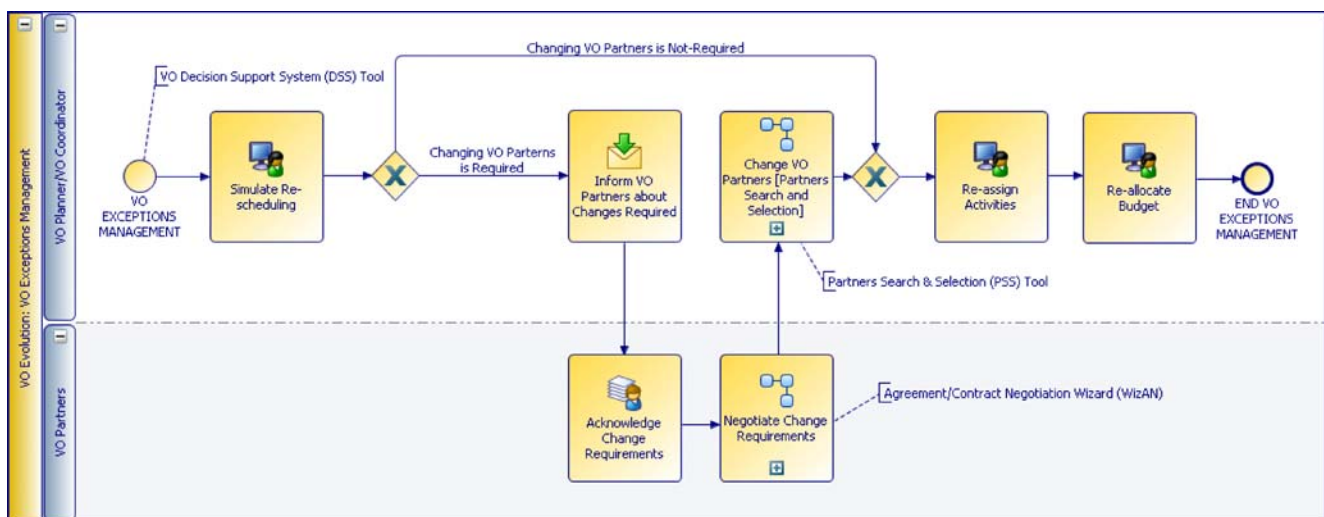 VO Evolution: VO Exceptions Management
VO Planner/VO Coordinator
Changing VO Partners is Not-Required
VO Decision Support System (DSS) Tool
VO
EXCEPTIONS
MANAGEMENT
Simulate Re-
scheduling
X
Changing VO Parterns
is Required
Inform VO
Partners about
Changes Required
Change VO
Partners [Partners
Search and
Selection]
X
Re-assign
Activities
Re-allocate
Budget
END VO
EXCEPTIONS
MANAGEMENT
Partners Search & Selection (PSS) Tool
VO Partners
Acknowledge
Change
Requirements
Negotiate Change
Requirements
Agreement/Contract Negotiation Wizard (WizAN)